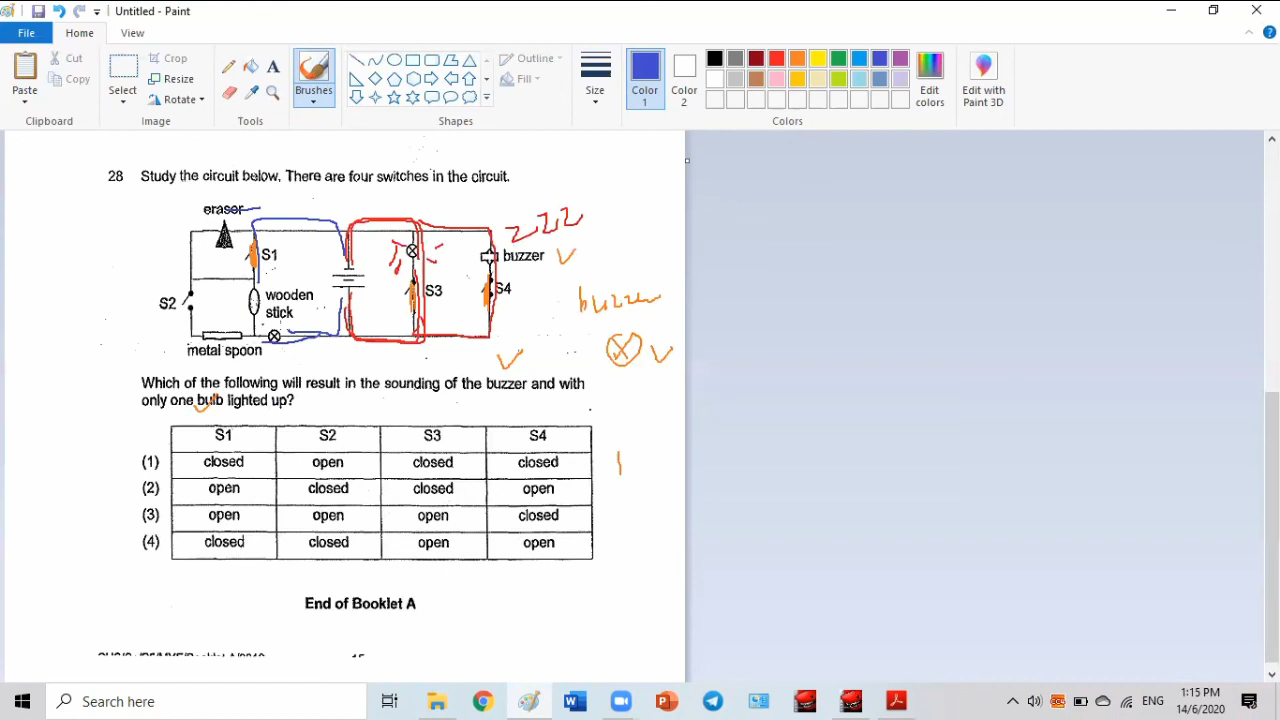 Untitled - Paint
File Home View
Paste Cut Copy Clipboard
Select Crop Resize Rotate Image
Tools
Brushes
Shapes Outline Fill
Size
Color 1 Color 2 Edit colors Edit with Paint 3D Colors
28 Study the circuit below. There are four switches in the circuit.
eraser
zzz
S1
buzzer
S2
wooden stick
S3
S4
buzzer
metal spoon
Which of the following will result in the sounding of the buzzer and with
only one bulb lighted up?
S1 S2 S3 S4
(1) closed open closed closed
(2) open closed closed open
(3) open open open closed
(4) closed closed open open
End of Booklet A
Type here to search
ENG
1:15 PM
14/6/2020